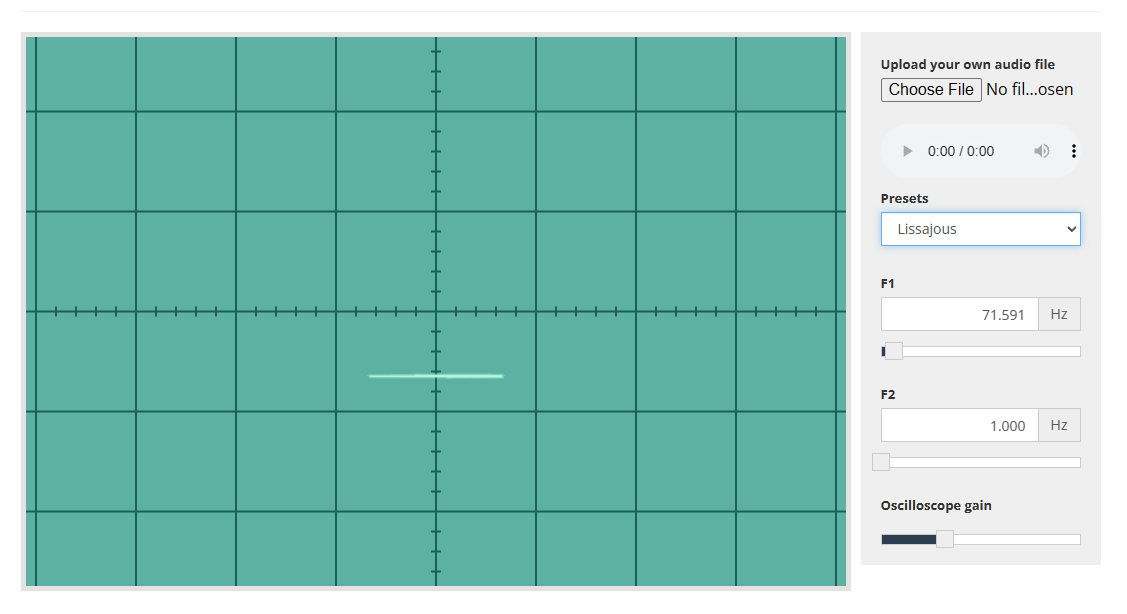 Upload your own audio file
Choose File No fil...osen
0:00 / 0:00
Presets
Lissajous
F1
71.591 Hz
F2
1.000 Hz
Oscilloscope gain